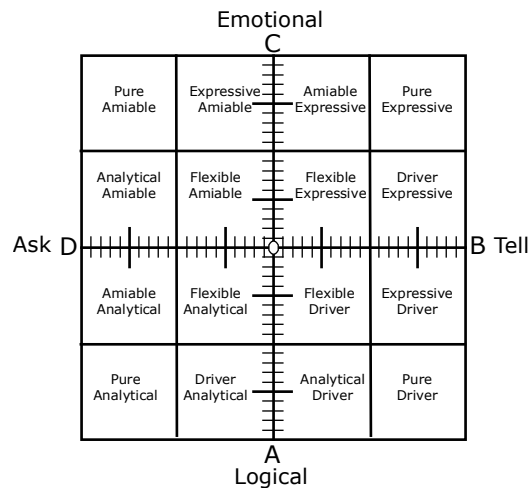 Emotional
C
Pure
Amiable
Expressive
Amiable
Amiable
Expressive
Pure
Expressive
Analytical
Amiable
Flexible
Amiable
Flexible
Expressive
Driver
Expressive
Ask D
B Tell
Amiable
Analytical
Flexible
Analytical
Flexible
Driver
Expressive
Driver
Pure
Analytical
Driver
Analytical
Analytical
Driver
Pure
Driver
A
Logical